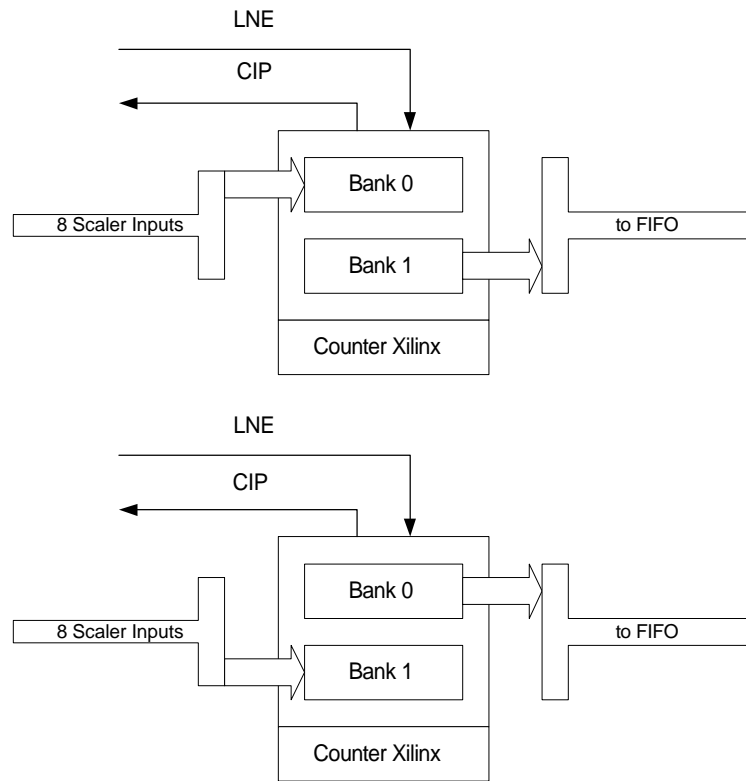 LNE
CIP
Bank 0
8 Scaler Inputs
to FIFO
Bank 1
Counter Xilinx
LNE
CIP
Bank 0
8 Scaler Inputs
to FIFO
Bank 1
Counter Xilinx